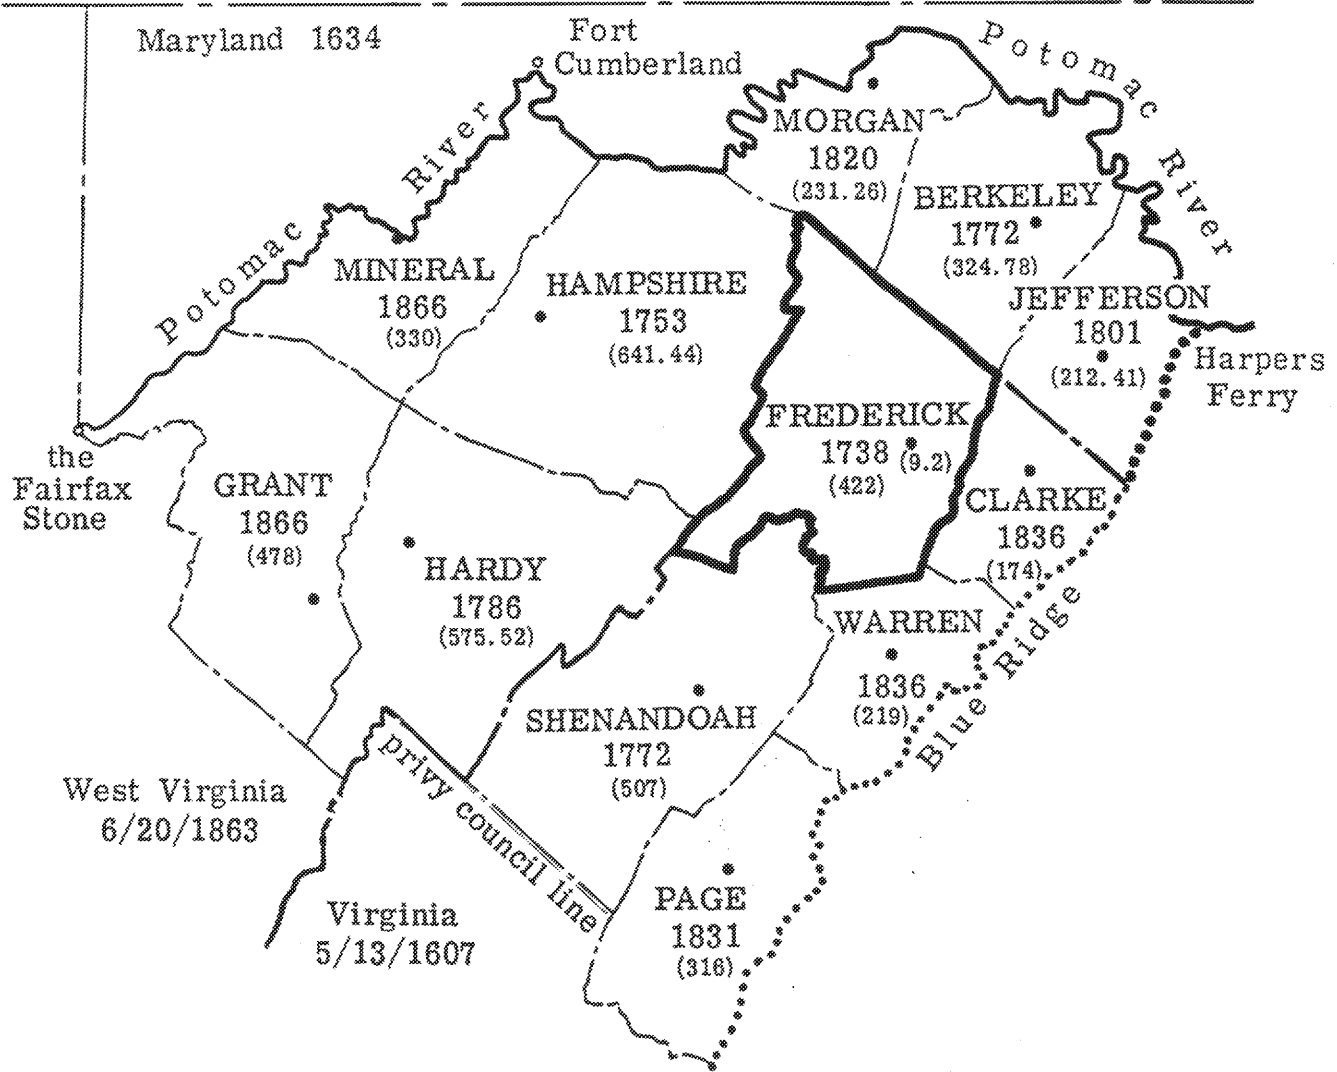 Maryland 1634
Fort
Cumberland
Potomac
River
Potomac
River
MORGAN
1820
(231.26)
BERKELEY
1772
(324.78)
MINERAL
1866
(330)
HAMPSHIRE
1753
(641.44)
JEFFERSON
1801
(212.41)
Harpers
Ferry
FREDERICK
1738 (9.2)
(422)
the
Fairfax
Stone
GRANT
1866
(478)
CLARKE
1836
(174)
HARDY
1786
(575.52)
WARREN
1836
(219)
Blue Ridge
SHENANDOAH
1772
(507)
privy council line
West Virginia
6/20/1863
PAGE
1831
(316)
Virginia
5/13/1607